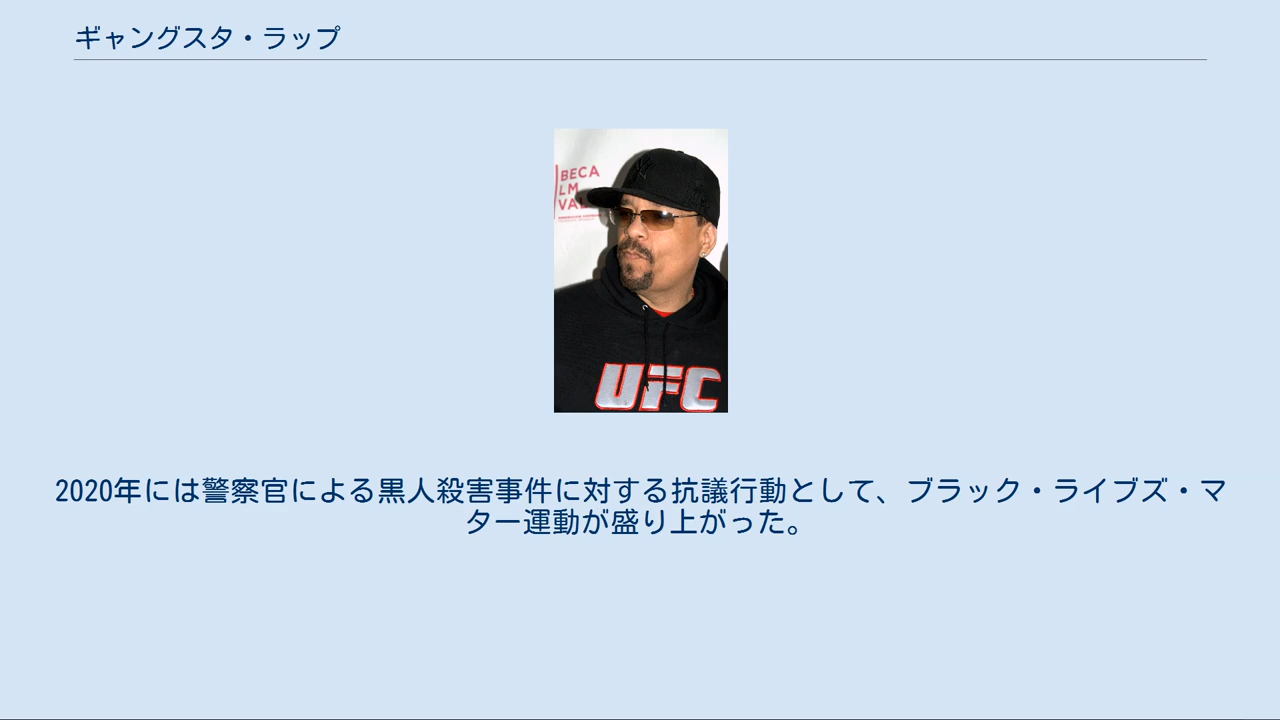 ギャングスタ・ラップ
BECA
LM
VAL
UFC
2020年には警察官による黒人殺害事件に対する抗議行動として、ブラック・ライブズ・マ
ター運動が盛り上がった。